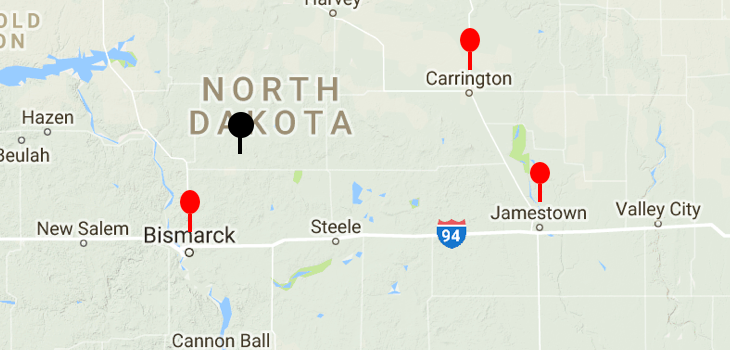 Harvey
OLD
ON
Carrington
NORTH
DAKOTA
Hazen
Beulah
Jamestown
Valley City
New Salem
Steele
Bismarck
94
Cannon Ball